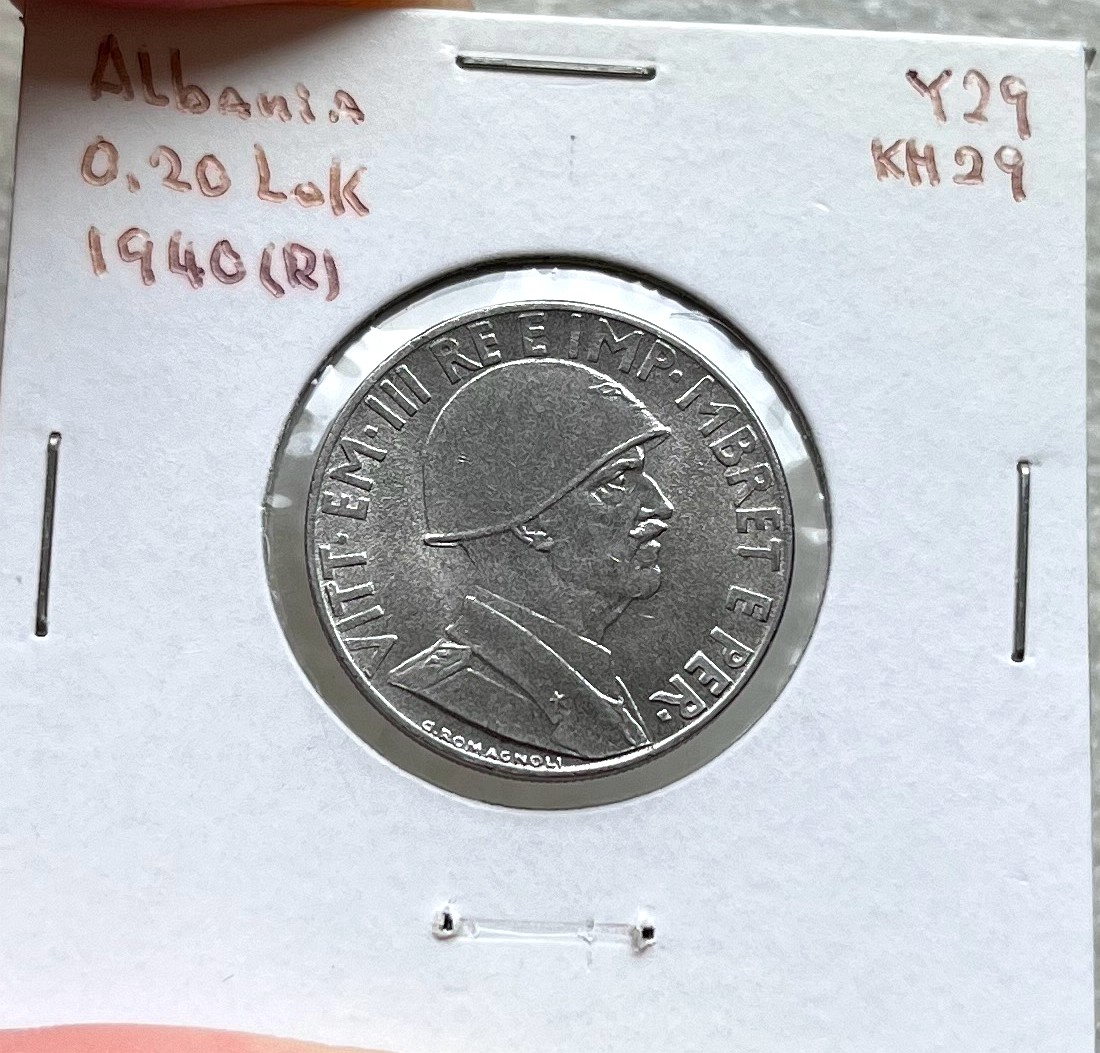 Albania
0.20 Lek
1940(R)
Y29
KM29
VITT·EM·III RE E IMP·MBRET E PER·
G.ROMAGNOLI